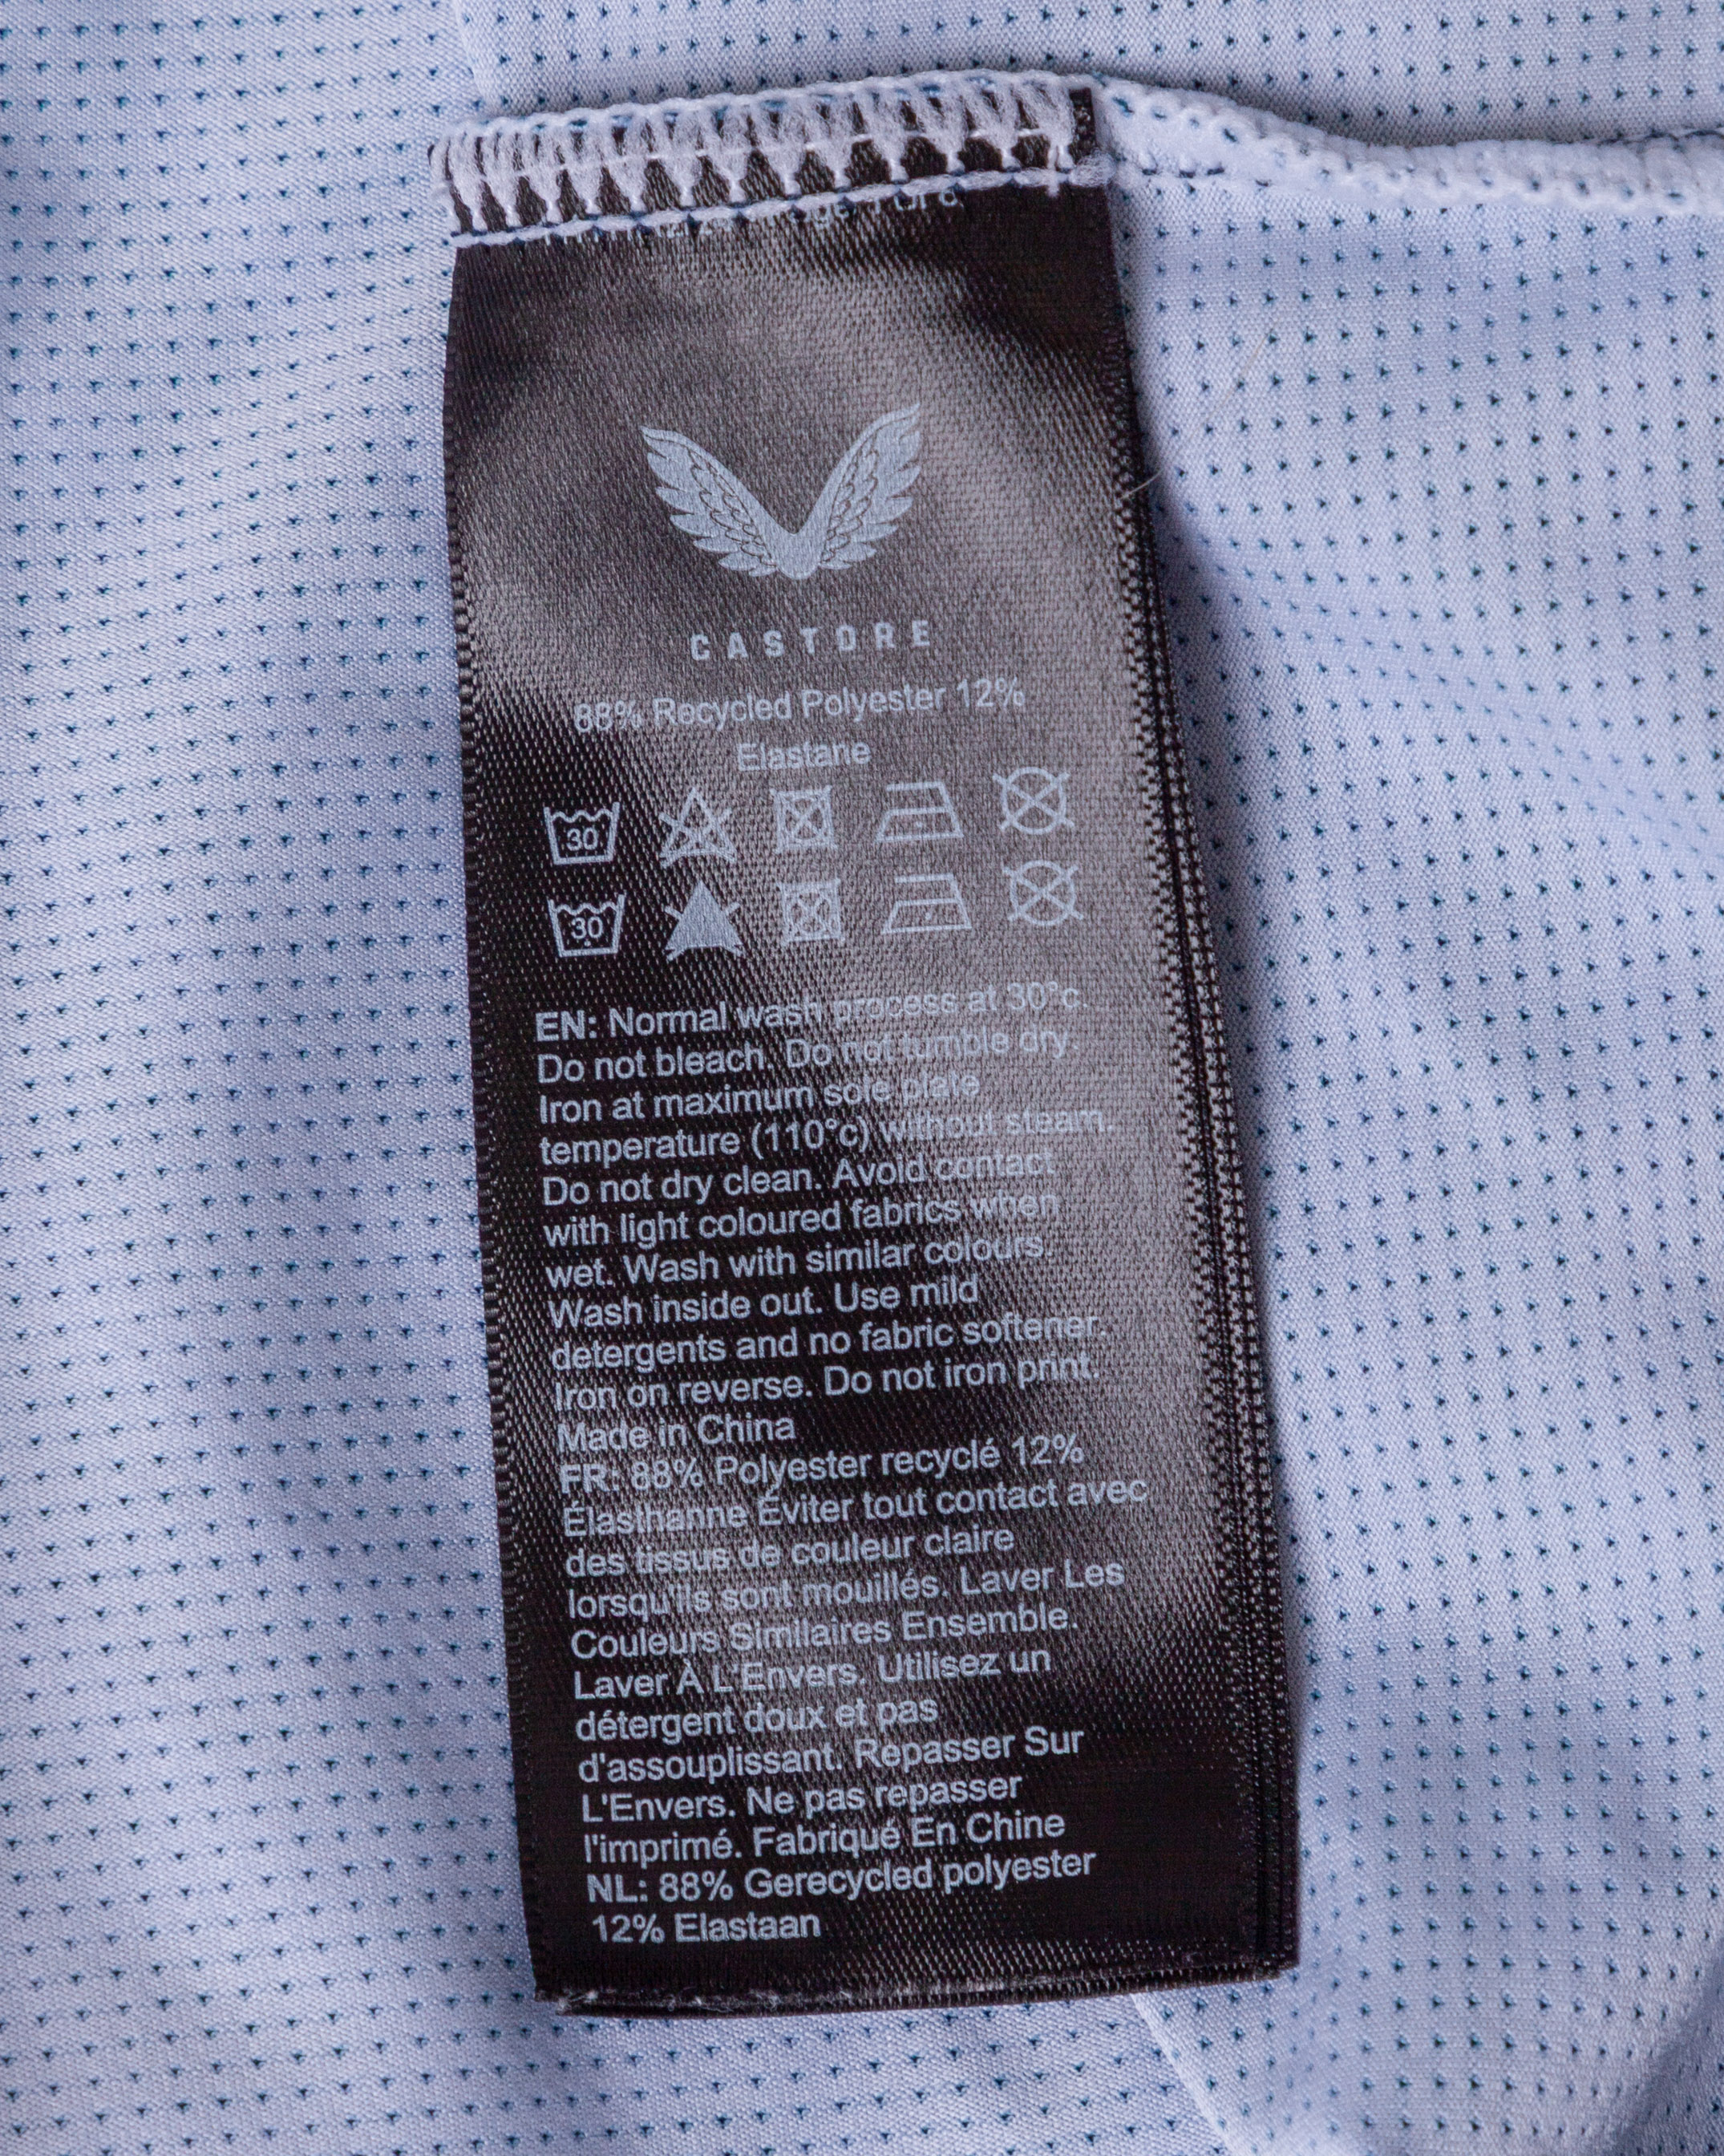 CASTORE
88% Recycled Polyester 12%
Elastane
30
30
EN: Normal wash process at 30°c.
Do not bleach. Do not tumble dry.
Iron at maximum sole plate
temperature (110°c) without steam.
Do not dry clean. Avoid contact
with light coloured fabrics when
wet. Wash with similar colours.
Wash inside out. Use mild
detergents and no fabric softener.
Iron on reverse. Do not iron print.
Made in China
FR: 88% Polyester recyclé 12%
Élasthanne Éviter tout contact avec
des tissus de couleur claire
lorsqu'ils sont mouillés. Laver Les
Couleurs Similaires Ensemble.
Laver À L'Envers. Utilisez un
détergent doux et pas
d'assouplissant. Repasser Sur
L'Envers. Ne pas repasser
l'imprimé. Fabriqué En Chine
NL: 88% Gerecycled polyester
12% Elastaan